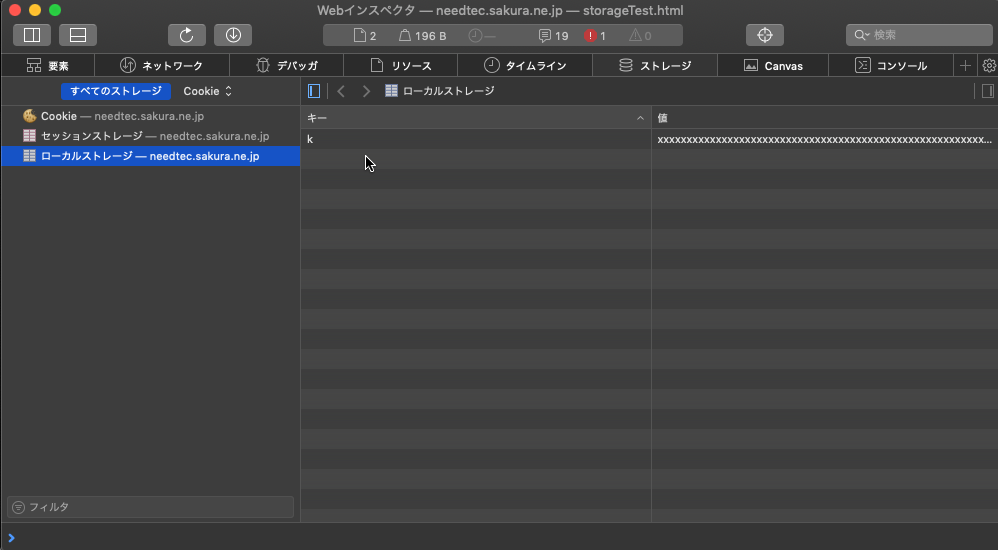 Webインスペクタ — needtec.sakura.ne.jp — storageTest.html
2 196 B — 19 1 0 検索
要素 ネットワーク デバッガ リソース タイムライン ストレージ Canvas コンソール
すべてのストレージ Cookie ローカルストレージ
Cookie — needtec.sakura.ne.jp
セッションストレージ — needtec.sakura.ne.jp
ローカルストレージ — needtec.sakura.ne.jp
キー 値
k xxxxxxxxxxxxxxxxxxxxxxxxxxxxxxxxxxxxxxxxxxxxxxxxxxxxxxxxx...
フィルタ